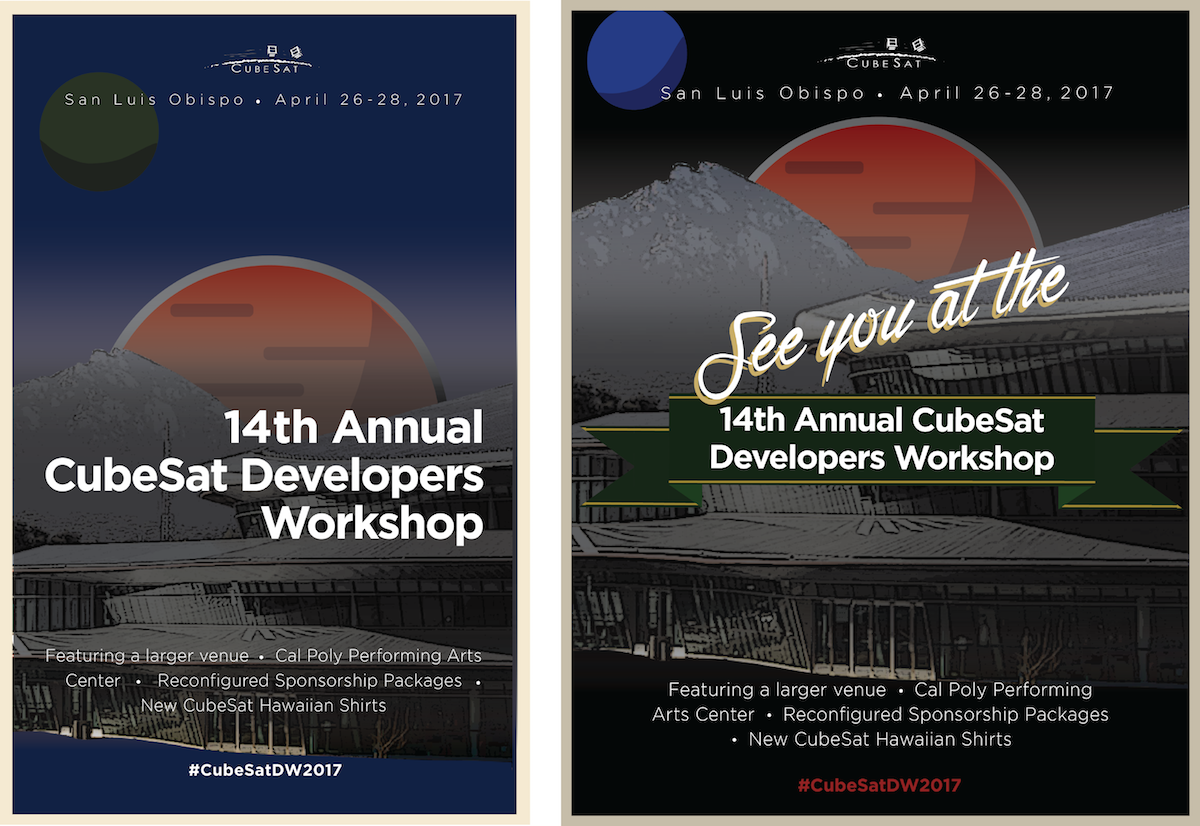 CUBESAT
San Luis Obispo • April 26-28, 2017
14th Annual
CubeSat Developers
Workshop
Featuring a larger venue • Cal Poly Performing Arts
Center • Reconfigured Sponsorship Packages •
New CubeSat Hawaiian Shirts
#CubeSatDW2017
CUBESAT
San Luis Obispo • April 26-28, 2017
See you at the
14th Annual CubeSat
Developers Workshop
Featuring a larger venue • Cal Poly Performing
Arts Center • Reconfigured Sponsorship Packages
• New CubeSat Hawaiian Shirts
#CubeSatDW2017